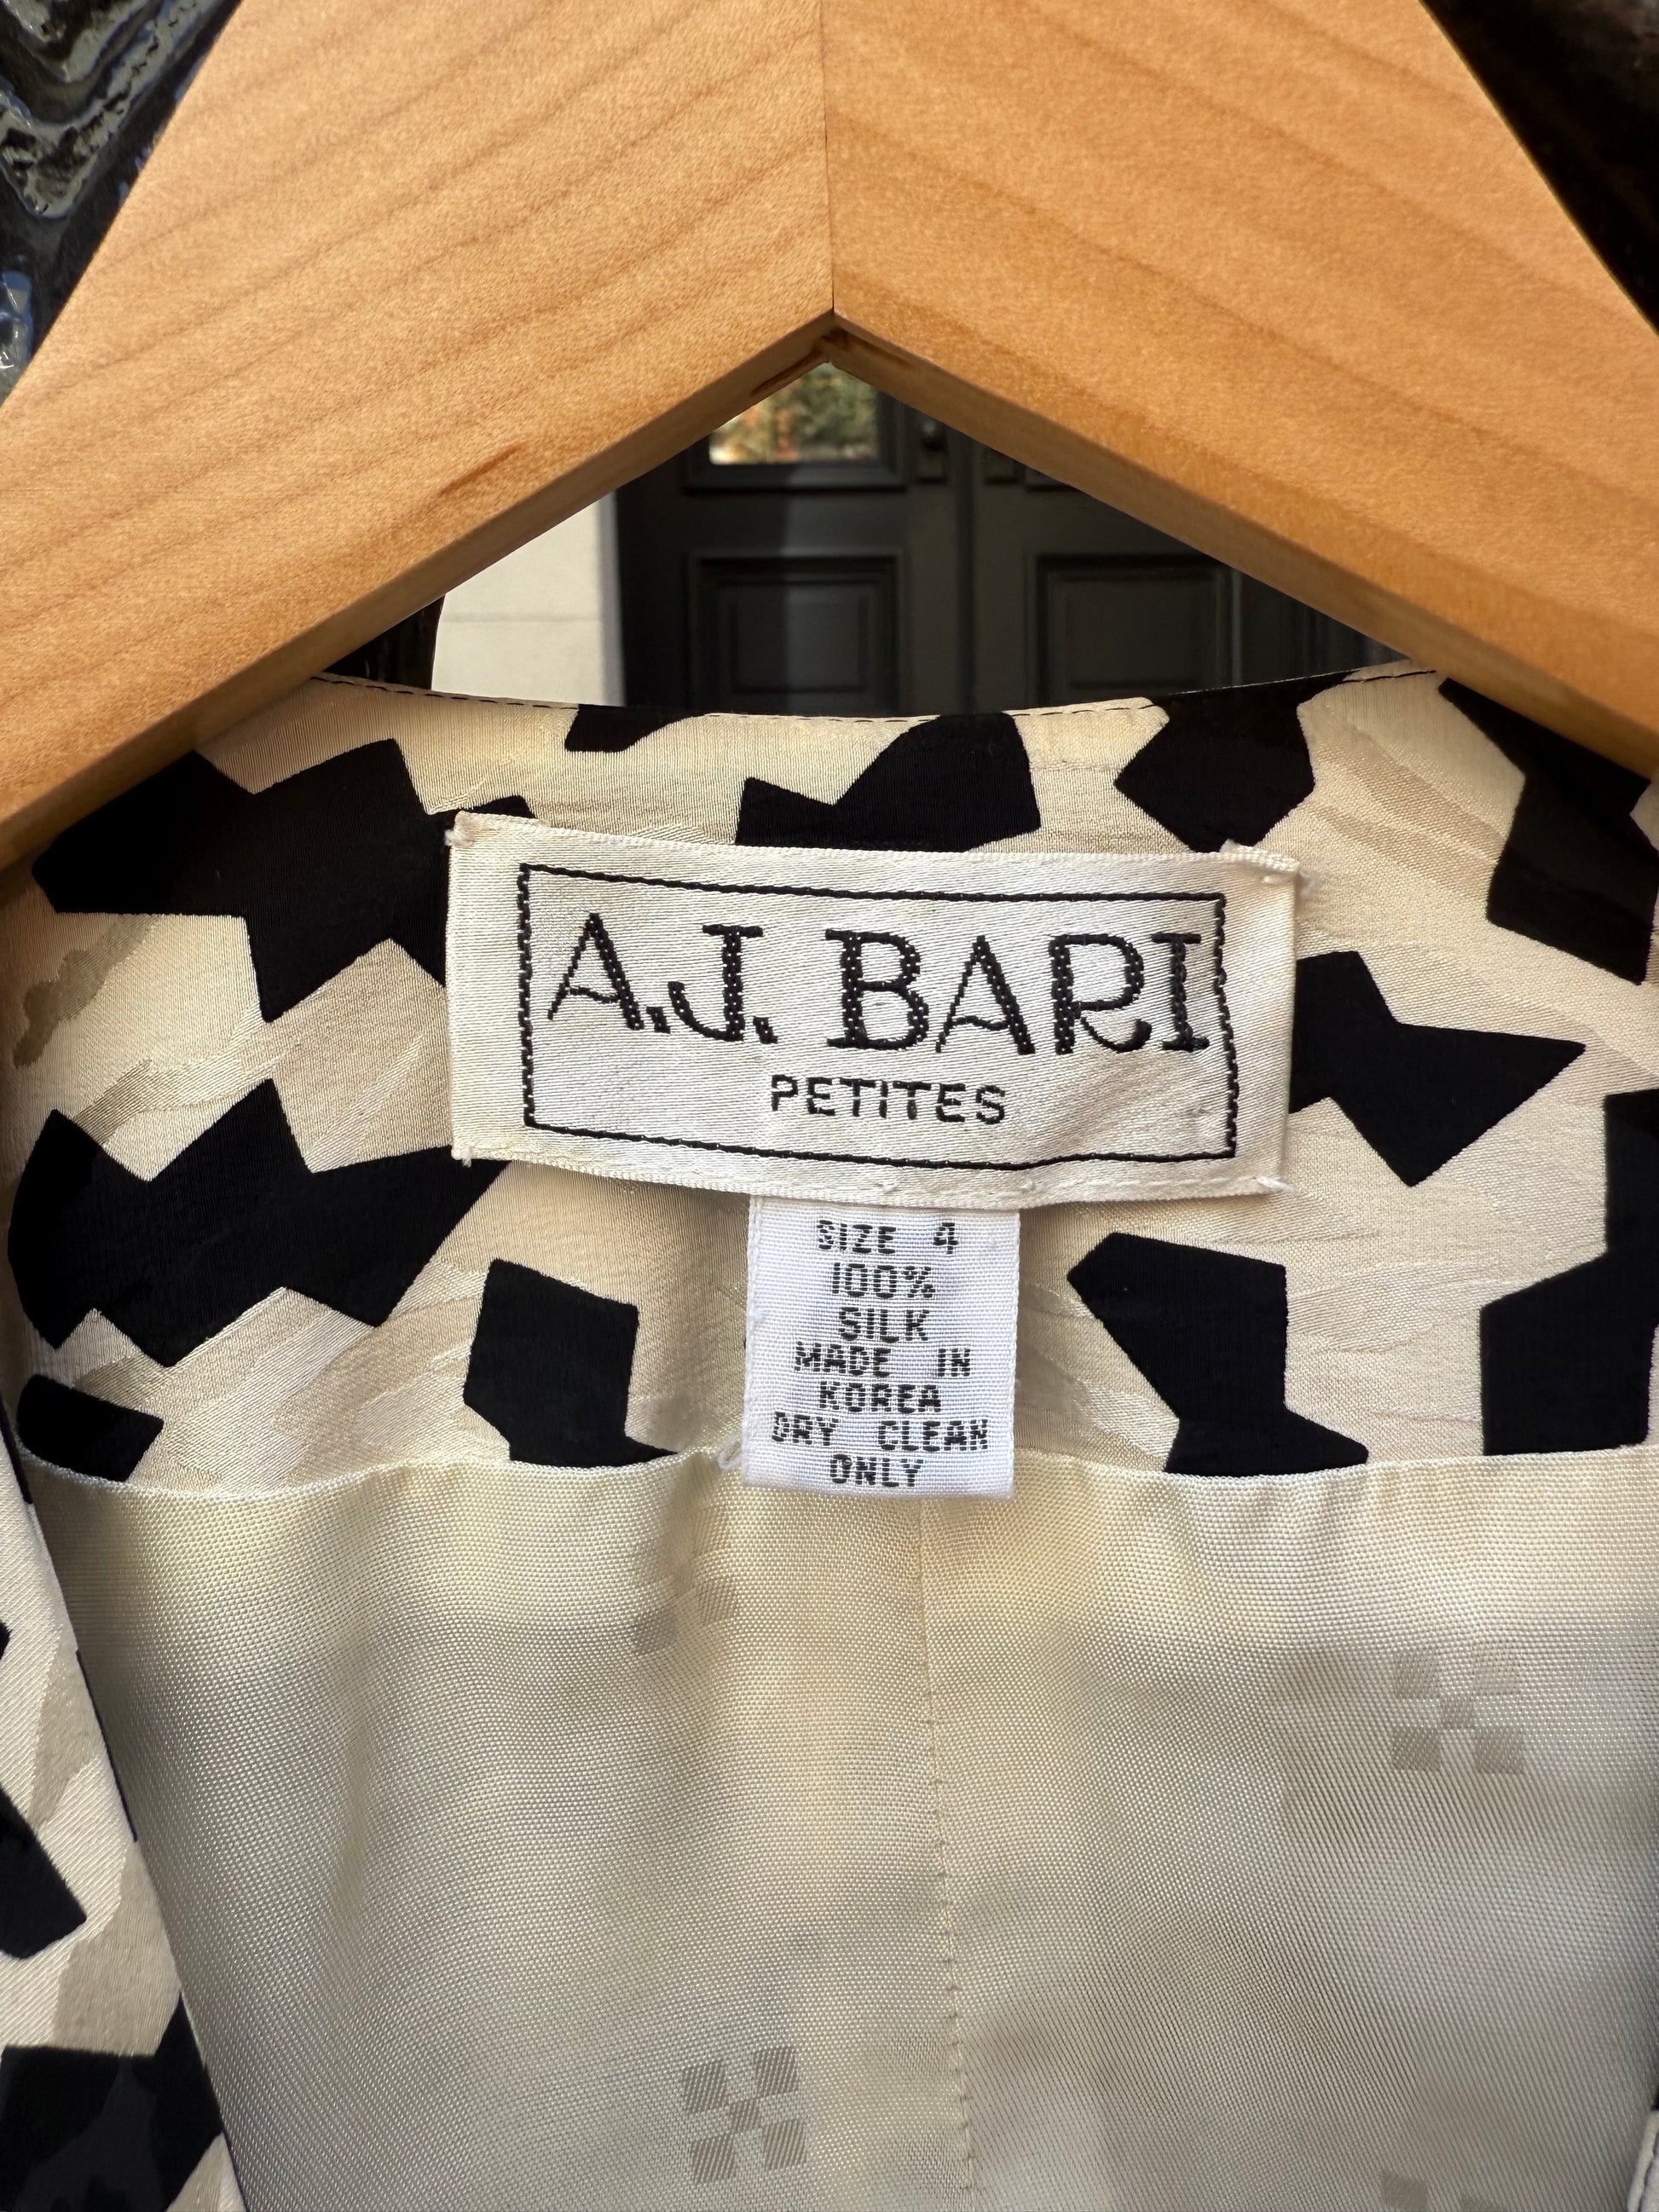 A.J. BARI
PETITES
SIZE 4
100%
SILK
MADE IN
KOREA
DRY CLEAN
ONLY